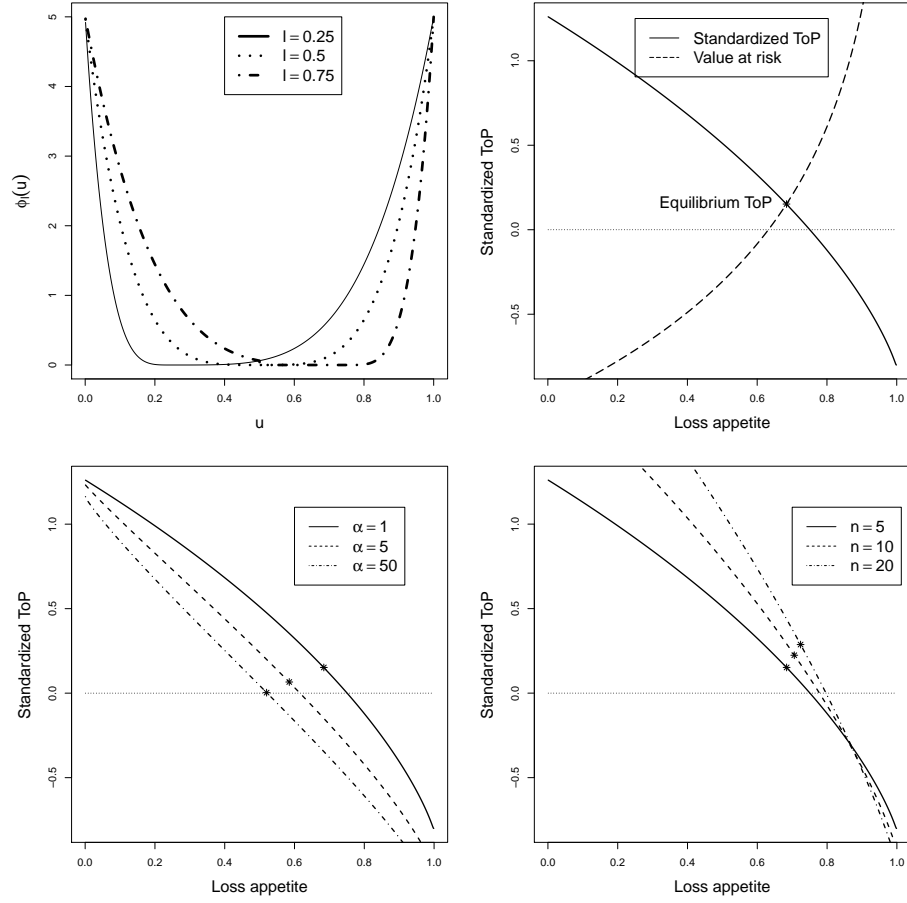 l = 0.25
l = 0.5
l = 0.75
ϕl(u)
0 1 2 3 4 5
0.0 0.2 0.4 0.6 0.8 1.0
u
Standardized ToP
Value at risk
Equilibrium ToP
Standardized ToP
−0.5 0.0 0.5 1.0
0.0 0.2 0.4 0.6 0.8 1.0
Loss appetite
α = 1
α = 5
α = 50
Standardized ToP
−0.5 0.0 0.5 1.0
0.0 0.2 0.4 0.6 0.8 1.0
Loss appetite
n = 5
n = 10
n = 20
Standardized ToP
−0.5 0.0 0.5 1.0
0.0 0.2 0.4 0.6 0.8 1.0
Loss appetite